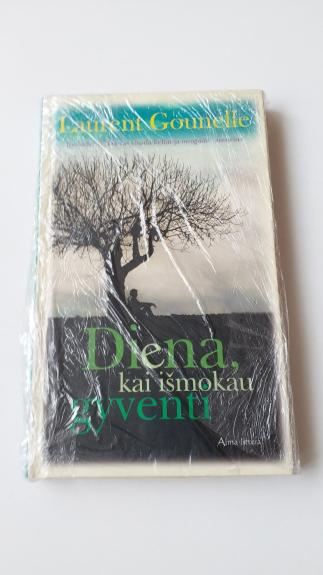 Laurent Gounelle
Diena,
kai išmokau
gyventi
Alma littera